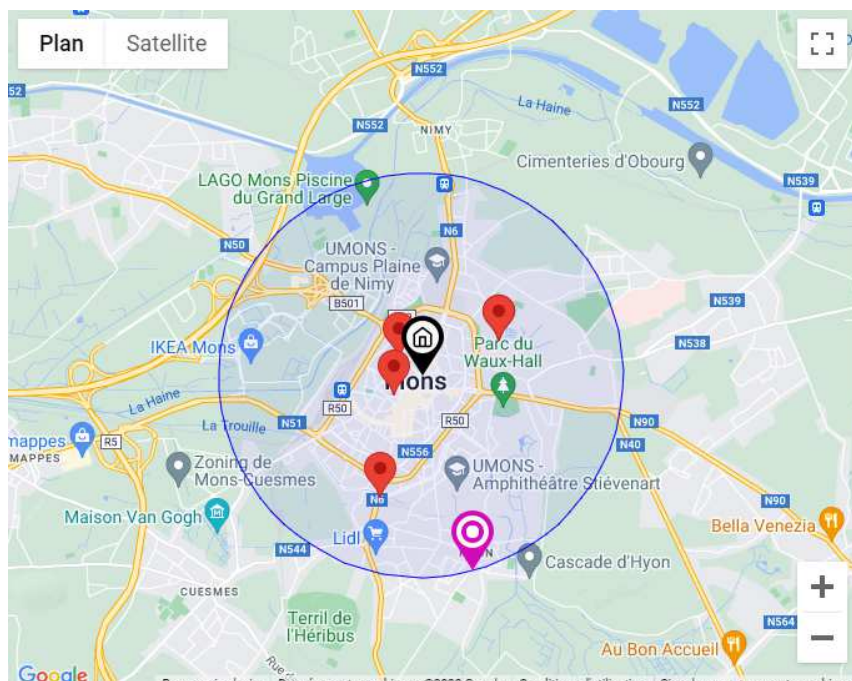 Plan
Satellite
N552
52
N552
N552
NIMY
La Haine
N552
Cimenteries d'Obourg
LAGO Mons Piscine
du Grand Large
N539
N6
N50
UMONS -
Campus Plaine
de Nimy
B501
N539
IKEA Mons
Parc du
Waux-Hall
N538
Mons
La Haine
R50
R50
La Trouille
N51
N90
R5
MAPPES
N556
N40
Zoning de
Mons-Cuesmes
UMONS -
Amphithéâtre Stiévenart
N6
N90
Maison Van Gogh
Bella Venezia
Lidl
N544
Cascade d'Hyon
CUESMES
Terril de
l'Héribus
N564
Au Bon Accueil
Google